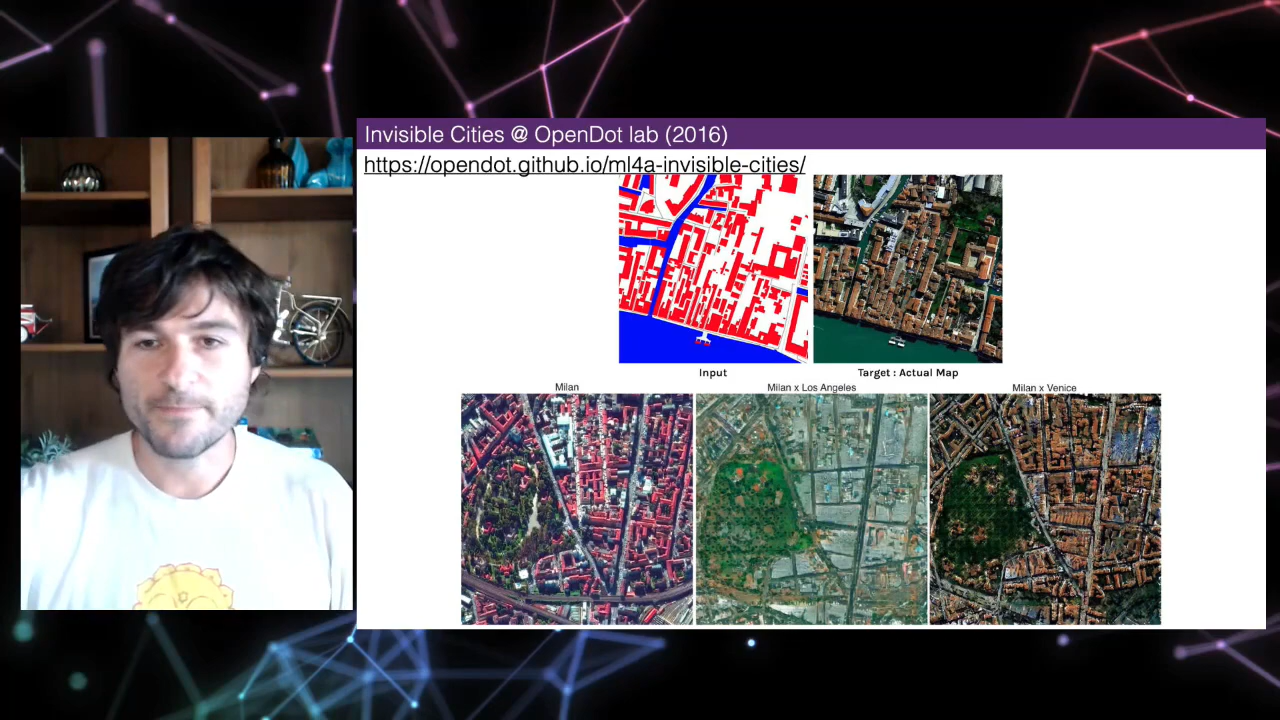 Invisible Cities @ OpenDot lab (2016)
https://opendot.github.io/ml4a-invisible-cities/
Input
Target : Actual Map
Milan
Milan x Los Angeles
Milan x Venice